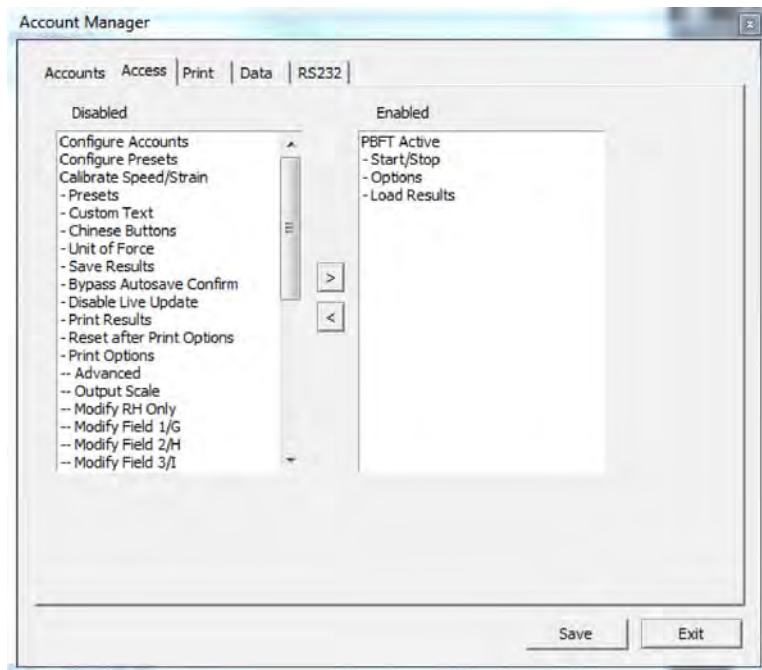 Account Manager
x
Accounts Access Print Data RS232
Disabled
Configure Accounts
Configure Presets
Calibrate Speed/Strain
- Presets
- Custom Text
- Chinese Buttons
- Unit of Force
- Save Results
- Bypass Autosave Confirm
- Disable Live Update
- Print Results
- Reset after Print Options
- Print Options
-- Advanced
-- Output Scale
-- Modify RH Only
-- Modify Field 1/G
-- Modify Field 2/H
-- Modify Field 3/I
>
<
Enabled
PBFT Active
- Start/Stop
- Options
- Load Results
Save Exit